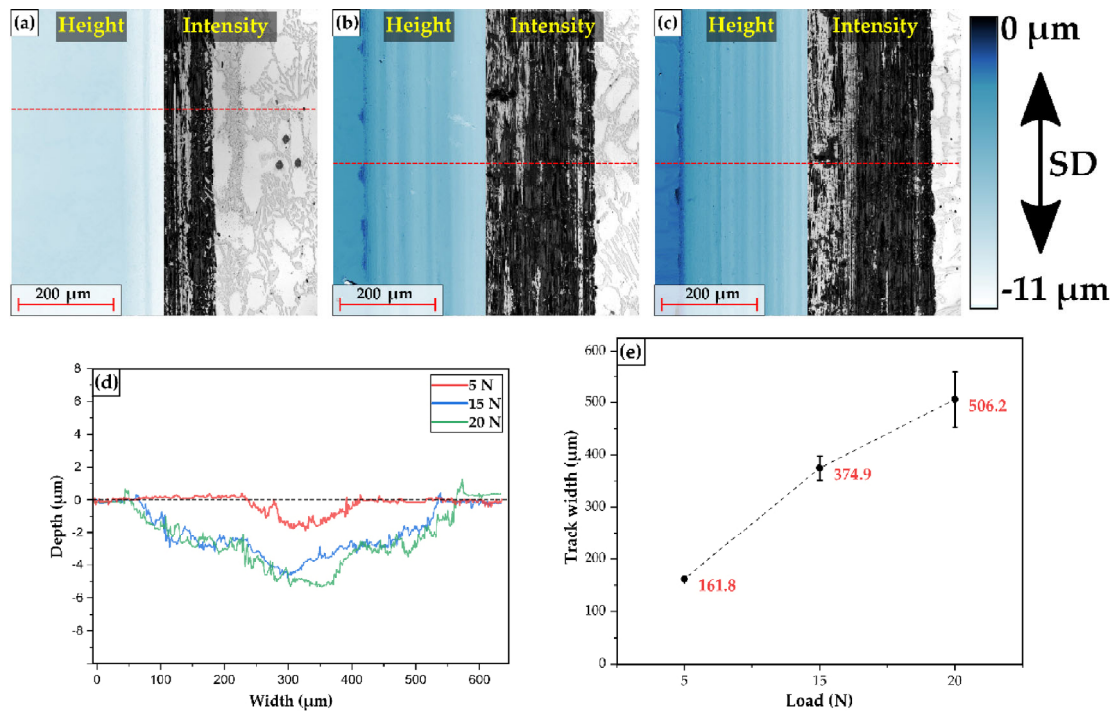 (a)
Height
Intensity
200 μm
(b)
Height
Intensity
200 μm
(c)
Height
Intensity
200 μm
0 μm
SD
-11 μm
(d)
5 N
15 N
20 N
8
6
4
2
0
-2
-4
-6
-8
Depth (μm)
0
100
200
300
400
500
600
Width (μm)
(e)
600
500
400
300
200
100
0
Track width (μm)
161.8
374.9
506.2
5
15
20
Load (N)